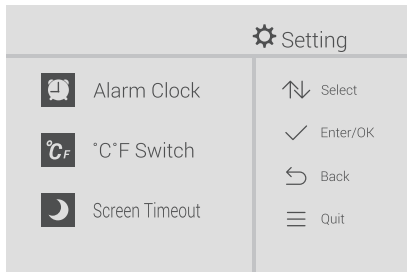 Setting
Alarm Clock
°C°F Switch
Screen Timeout
Select
Enter/OK
Back
Quit